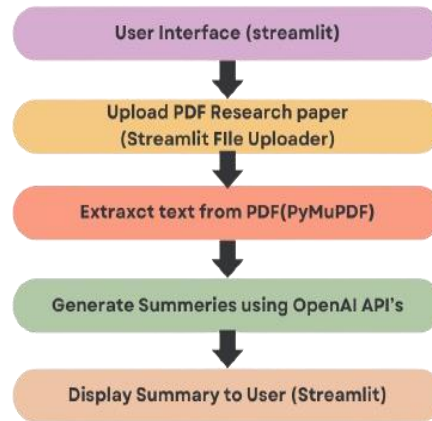 User Interface (streamlit)
Upload PDF Research paper
(Streamlit FIle Uploader)
Extraxct text from PDF(PyMuPDF)
Generate Summeries using OpenAI API's
Display Summary to User (Streamlit)